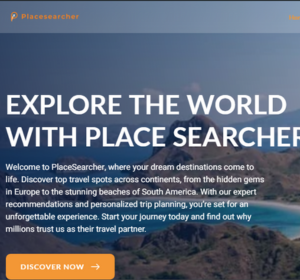 Placesearcher
EXPLORE THE WORLD
WITH PLACE SEARCHER
Welcome to PlaceSearcher, where your dream destinations come to
life. Discover top travel spots across continents, from the hidden gems
in Europe to the stunning beaches of South America. With our expert
recommendations and personalized trip planning, you're set for an
unforgettable experience. Start your journey today and find out why
millions trust us as their travel partner.
DISCOVER NOW